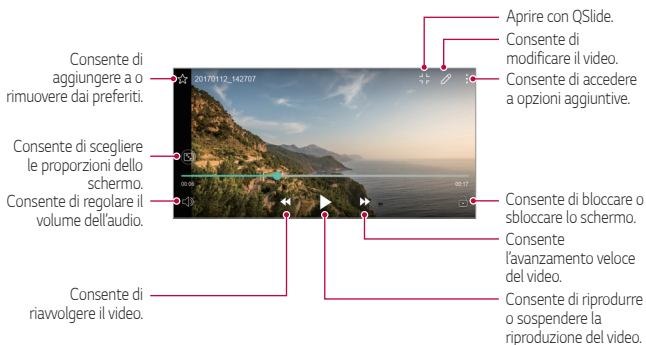 Aprire con QSlide.
Consente di
modificare il video.
Consente di accedere
a opzioni aggiuntive.
Consente di
aggiungere a o
rimuovere dai preferiti.
20170112_142707
Consente di scegliere
le proporzioni dello
schermo.
00:06
00:17
Consente di regolare il
volume dell'audio.
Consente di bloccare o
sbloccare lo schermo.
Consente
l'avanzamento veloce
del video.
Consente di
riavvolgere il video.
Consente di riprodurre
o sospendere la
riproduzione del video.